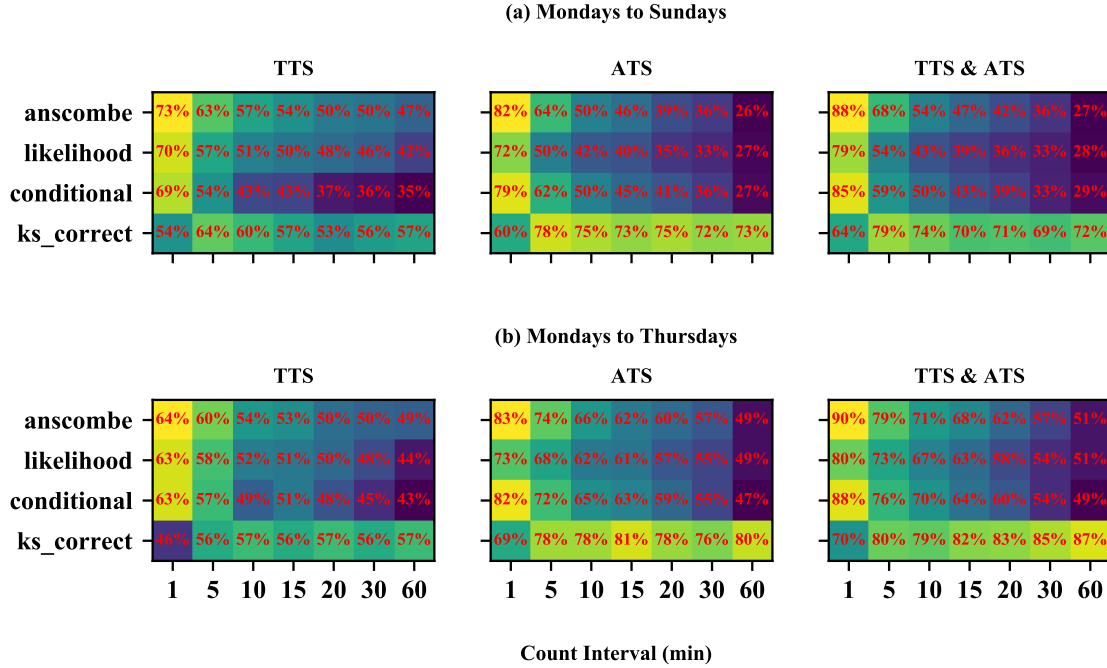 (a) Mondays to Sundays
TTS ATS TTS & ATS
anscombe 73% 63% 57% 54% 50% 50% 47% 82% 64% 50% 46% 39% 36% 26% 88% 68% 54% 47% 42% 36% 27%
likelihood 70% 57% 51% 50% 48% 46% 42% 72% 50% 42% 40% 35% 33% 27% 79% 54% 43% 39% 36% 33% 28%
conditional 69% 54% 43% 43% 37% 36% 35% 79% 62% 50% 45% 41% 36% 27% 85% 59% 50% 43% 39% 33% 29%
ks_correct 54% 64% 60% 57% 53% 56% 57% 60% 78% 75% 73% 75% 72% 73% 64% 79% 74% 70% 71% 69% 72%
(b) Mondays to Thursdays
TTS ATS TTS & ATS
anscombe 64% 60% 54% 53% 50% 50% 49% 83% 74% 66% 62% 60% 57% 49% 90% 79% 71% 68% 62% 57% 51%
likelihood 63% 58% 52% 51% 50% 48% 44% 73% 68% 62% 61% 57% 55% 49% 80% 73% 67% 63% 58% 54% 51%
conditional 63% 57% 49% 51% 48% 45% 43% 82% 72% 65% 63% 59% 55% 47% 88% 76% 70% 64% 60% 54% 49%
ks_correct 46% 56% 57% 56% 57% 56% 57% 69% 78% 78% 81% 78% 76% 80% 70% 80% 79% 82% 83% 85% 87%
1 5 10 15 20 30 60 1 5 10 15 20 30 60 1 5 10 15 20 30 60
Count Interval (min)